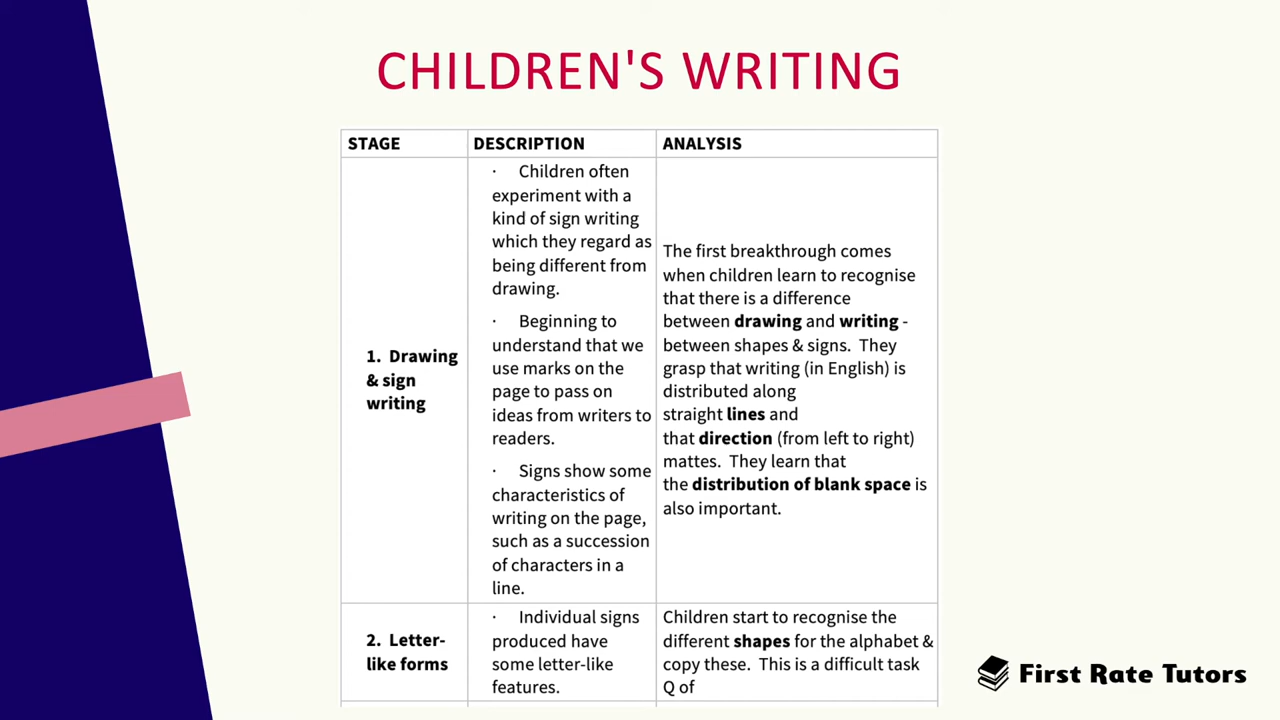 CHILDREN'S WRITING
STAGE
DESCRIPTION
ANALYSIS
1. Drawing
& sign
writing
· Children often
experiment with a
kind of sign writing
which they regard as
being different from
drawing.
· Beginning to
understand that we
use marks on the
page to pass on
ideas from writers to
readers.
· Signs show some
characteristics of
writing on the page,
such as a succession
of characters in a
line.
The first breakthrough comes
when children learn to recognise
that there is a difference
between drawing and writing -
between shapes & signs. They
grasp that writing (in English) is
distributed along
straight lines and
that direction (from left to right)
mattes. They learn that
the distribution of blank space is
also important.
2. Letter-
like forms
· Individual signs
produced have
some letter-like
features.
Children start to recognise the
different shapes for the alphabet &
copy these. This is a difficult task
Q of
First Rate Tutors